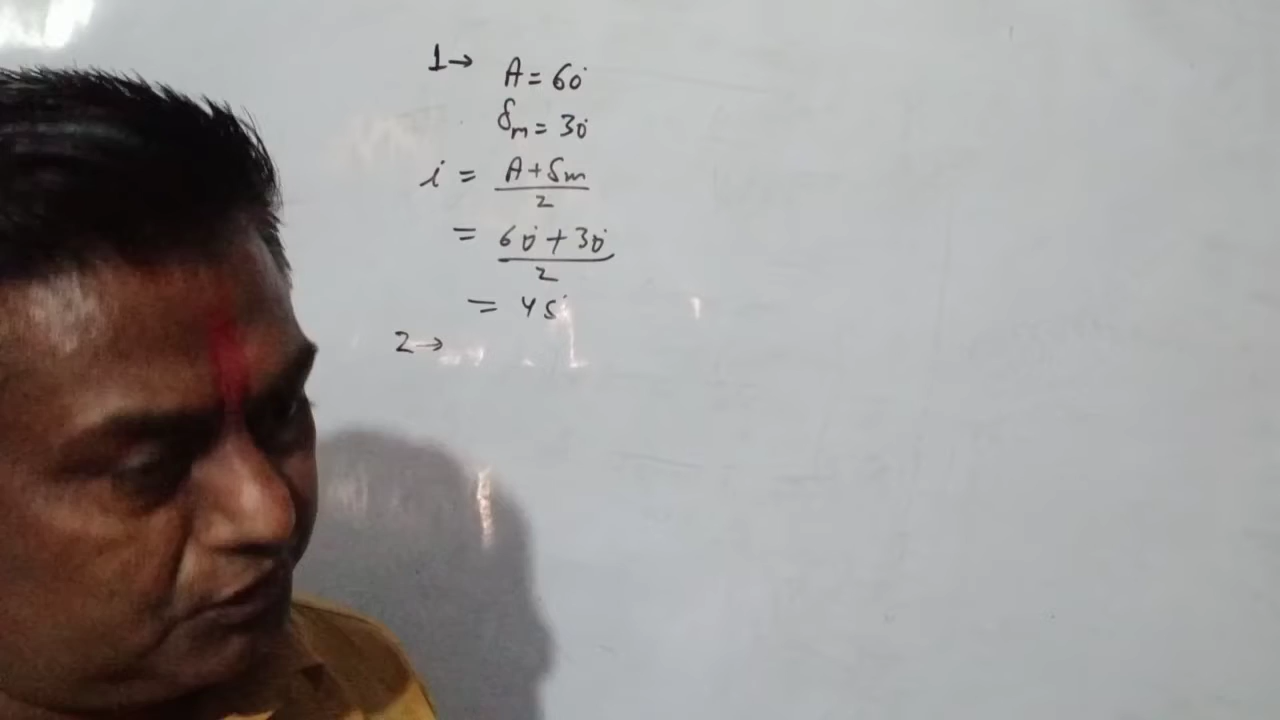 1→ A = 60°
δm = 30°
i = A + δm / 2
= 60° + 30° / 2
= 45°
2→